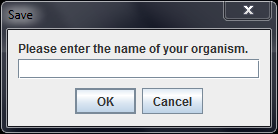 Save
Please enter the name of your organism.
OK
Cancel